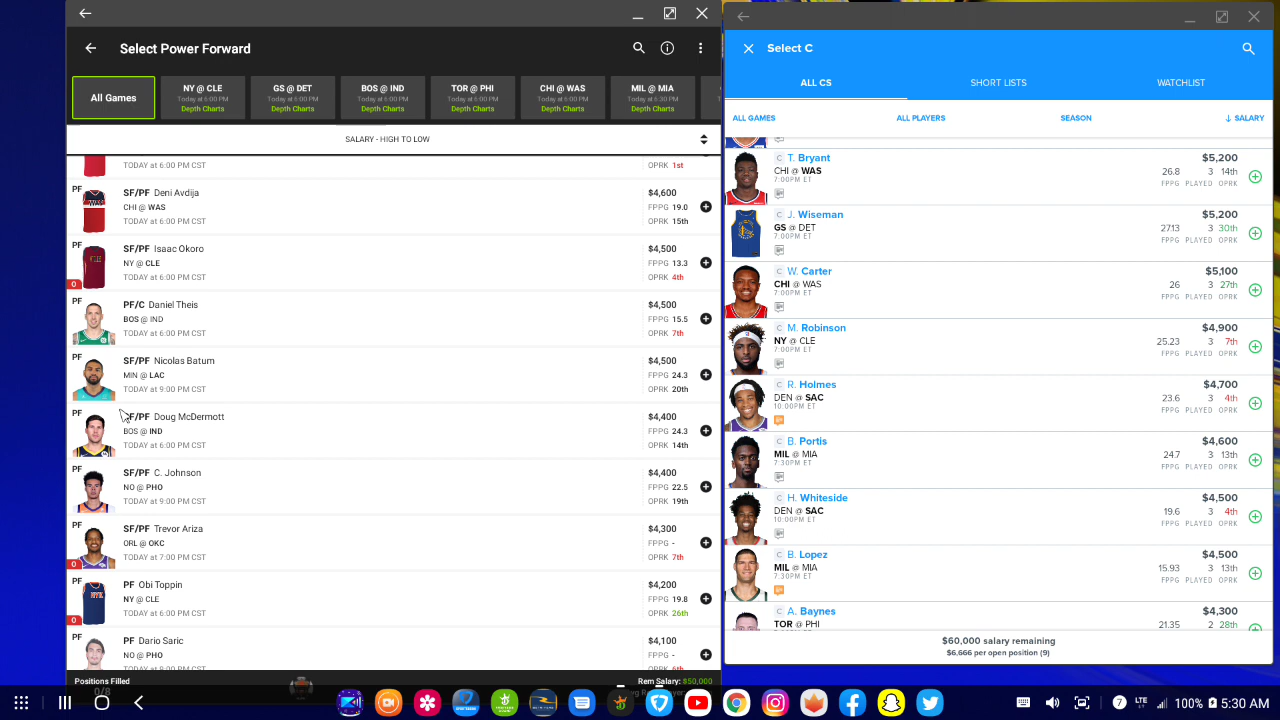 Select Power Forward
All Games
NY @ CLE
Today at 6:00 PM
Depth Charts
GS @ DET
Today at 6:00 PM
Depth Charts
BOS @ IND
Today at 6:00 PM
Depth Charts
TOR @ PHI
Today at 6:00 PM
Depth Charts
CHI @ WAS
Today at 6:00 PM
Depth Charts
MIL @ MIA
Today at 6:30 PM
Depth Charts
SALARY - HIGH TO LOW
TODAY at 6:00 PM CST
OPRK 1st
PF
SF/PF Deni Avdija $4,600
CHI @ WAS FPPG 19.0
TODAY at 6:00 PM CST OPRK 15th
PF
SF/PF Isaac Okoro $4,500
NY @ CLE FPPG 13.3
TODAY at 6:00 PM CST OPRK 4th
O
PF
PF/C Daniel Theis $4,500
BOS @ IND FPPG 15.5
TODAY at 6:00 PM CST OPRK 7th
PF
SF/PF Nicolas Batum $4,500
MIN @ LAC FPPG 24.3
TODAY at 9:00 PM CST OPRK 20th
PF
SF/PF Doug McDermott $4,400
BOS @ IND FPPG 24.3
TODAY at 6:00 PM CST OPRK 14th
PF
SF/PF C. Johnson $4,400
NO @ PHO FPPG 22.5
TODAY at 9:00 PM CST OPRK 19th
PF
SF/PF Trevor Ariza $4,300
ORL @ OKC FPPG -
TODAY at 7:00 PM CST OPRK 7th
O
PF
PF Obi Toppin $4,200
NY @ CLE FPPG 19.8
TODAY at 6:00 PM CST OPRK 26th
O
PF
PF Dario Saric $4,100
NO @ PHO FPPG -
TODAY at 9:00 PM CST OPRK 6th
Positions Filled
0/8
Rem Salary: $50,000
Select C
ALL CS SHORT LISTS WATCHLIST
ALL GAMES ALL PLAYERS SEASON ↓ SALARY
C T. Bryant $5,200
CHI @ WAS 26.8 3 14th
7:00PM ET FPPG PLAYED OPRK
C J. Wiseman $5,200
GS @ DET 27.13 3 30th
7:00PM ET FPPG PLAYED OPRK
C W. Carter $5,100
CHI @ WAS 26 3 27th
7:00PM ET FPPG PLAYED OPRK
C M. Robinson $4,900
NY @ CLE 25.23 3 7th
7:00PM ET FPPG PLAYED OPRK
C R. Holmes $4,700
DEN @ SAC 23.6 3 4th
10:00PM ET FPPG PLAYED OPRK
C B. Portis $4,600
MIL @ MIA 24.7 3 13th
7:30PM ET FPPG PLAYED OPRK
C H. Whiteside $4,500
DEN @ SAC 19.6 3 4th
10:00PM ET FPPG PLAYED OPRK
C B. Lopez $4,500
MIL @ MIA 15.93 3 13th
7:30PM ET FPPG PLAYED OPRK
C A. Baynes $4,300
TOR @ PHI 21.35 2 28th
$60,000 salary remaining
$6,666 per open position (9)
7 LTE 100% 5:30 AM